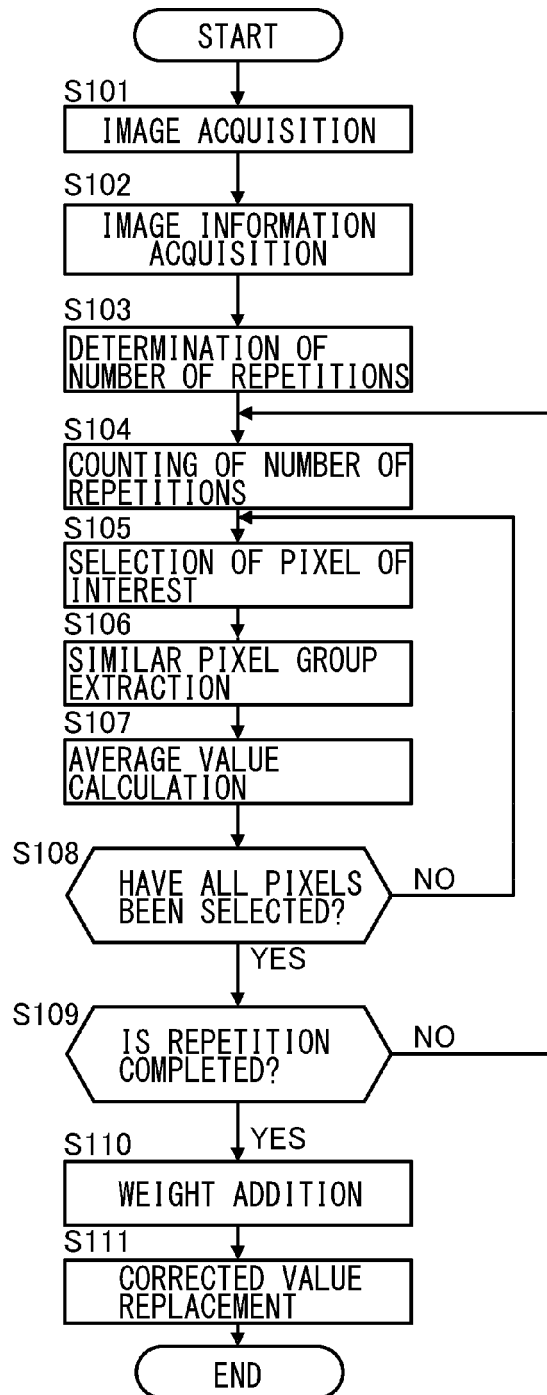 START
S101
IMAGE ACQUISITION
S102
IMAGE INFORMATION
ACQUISITION
S103
DETERMINATION OF
NUMBER OF REPETITIONS
S104
COUNTING OF NUMBER OF
REPETITIONS
S105
SELECTION OF PIXEL OF
INTEREST
S106
SIMILAR PIXEL GROUP
EXTRACTION
S107
AVERAGE VALUE
CALCULATION
S108
HAVE ALL PIXELS
BEEN SELECTED?
NO
YES
S109
IS REPETITION
COMPLETED?
NO
YES
S110
WEIGHT ADDITION
S111
CORRECTED VALUE
REPLACEMENT
END